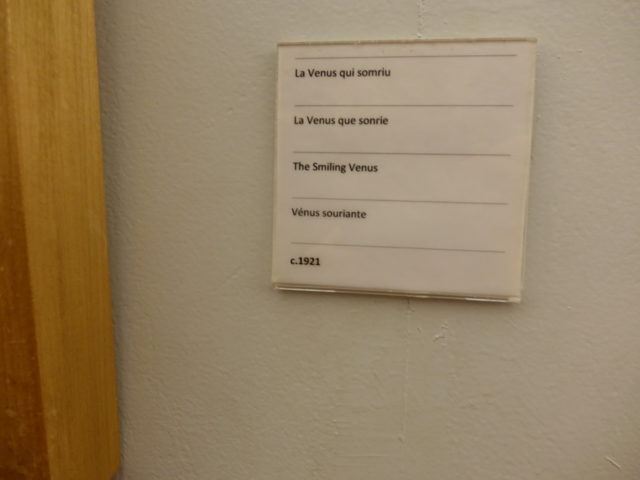 La Venus qui somriu
La Venus que sonrie
The Smiling Venus
Vénus souriante
c.1921